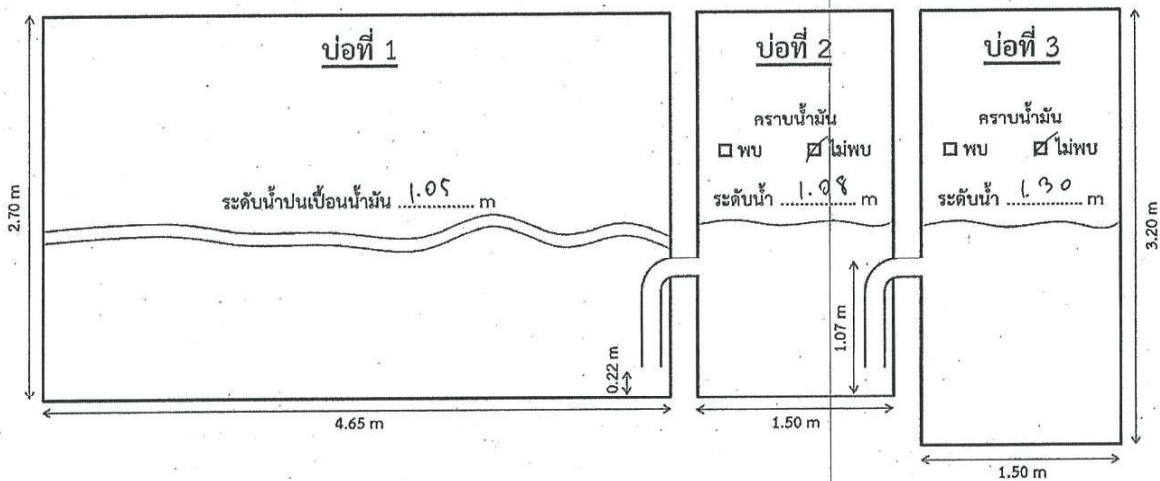 บ่อที่ 1
ระดับน้ำปนเปื้อนน้ำมัน 1.05 m
2.70 m
4.65 m
0.22 m
บ่อที่ 2
คราบน้ำมัน
พบ ไม่พบ
ระดับน้ำ 1.08 m
1.07 m
1.50 m
บ่อที่ 3
คราบน้ำมัน
พบ ไม่พบ
ระดับน้ำ 1.30 m
3.20 m
1.50 m